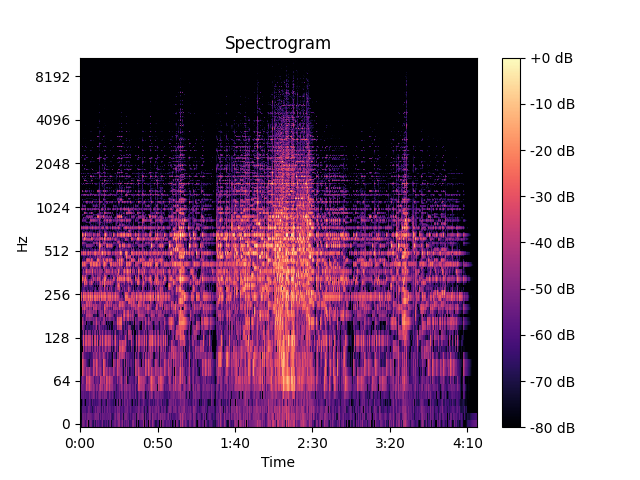 Spectrogram
Hz
8192
4096
2048
1024
512
256
128
64
0
0:00 0:50 1:40 2:30 3:20 4:10
Time
+0 dB
-10 dB
-20 dB
-30 dB
-40 dB
-50 dB
-60 dB
-70 dB
-80 dB